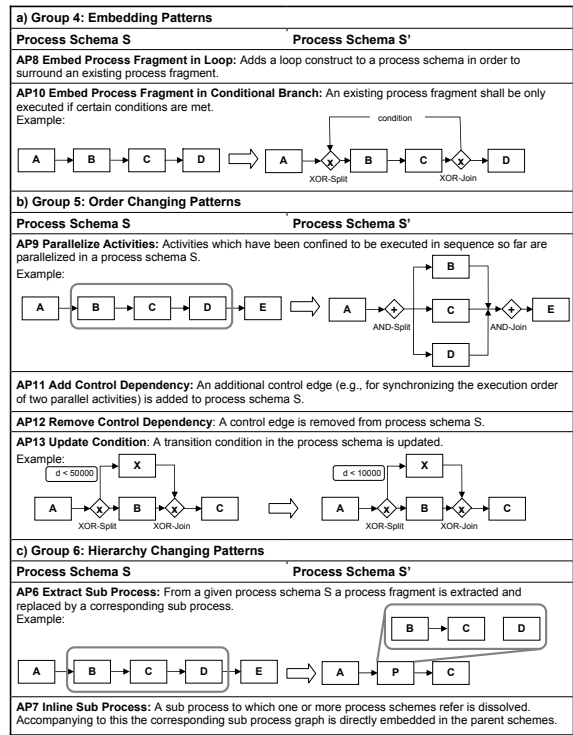 a) Group 4: Embedding Patterns
Process Schema S Process Schema S’
AP8 Embed Process Fragment in Loop: Adds a loop construct to a process schema in order to
surround an existing process fragment.
AP10 Embed Process Fragment in Conditional Branch: An existing process fragment shall be only
executed if certain conditions are met.
Example:
condition
A B C D A x B C x D
XOR-Split XOR-Join
b) Group 5: Order Changing Patterns
Process Schema S Process Schema S’
AP9 Parallelize Activities: Activities which have been confined to be executed in sequence so far are
parallelized in a process schema S.
Example:
B
A B C D E A + C + E
AND-Split AND-Join
D
AP11 Add Control Dependency: An additional control edge (e.g., for synchronizing the execution order
of two parallel activities) is added to process schema S.
AP12 Remove Control Dependency: A control edge is removed from process schema S.
AP13 Update Condition: A transition condition in the process schema is updated.
Example:
d < 50000 X d < 10000 X
A x B x C A x B x C
XOR-Split XOR-Join XOR-Split XOR-Join
c) Group 6: Hierarchy Changing Patterns
Process Schema S Process Schema S’
AP6 Extract Sub Process: From a given process schema S a process fragment is extracted and
replaced by a corresponding sub process.
Example:
B C D
A B C D E A P C
AP7 Inline Sub Process: A sub process to which one or more process schemes refer is dissolved.
Accompanying to this the corresponding sub process graph is directly embedded in the parent schemes.